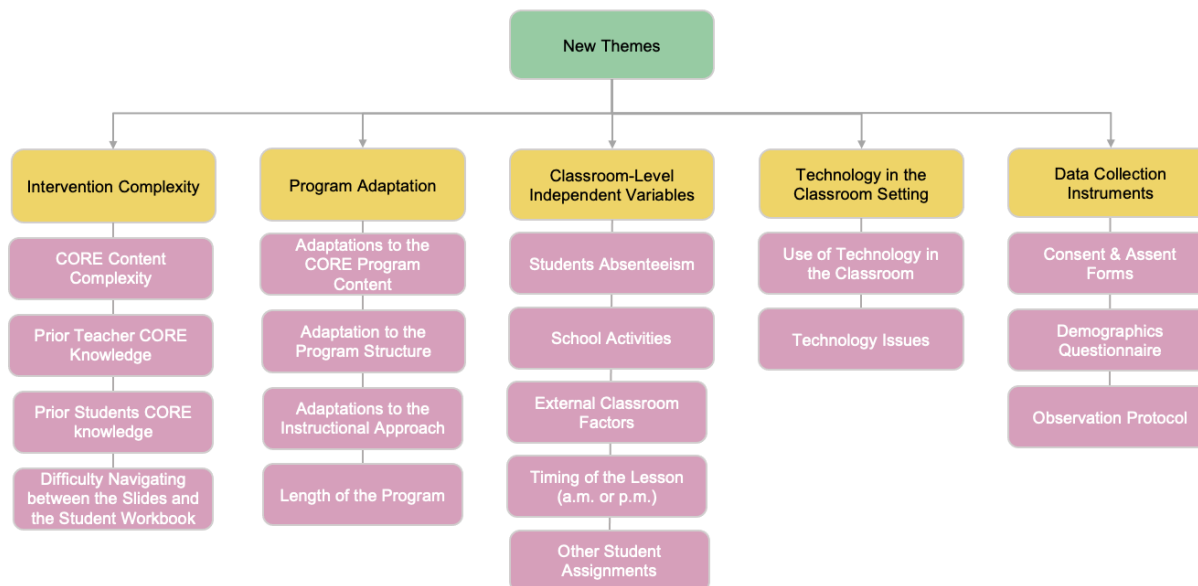 New Themes
Intervention Complexity
CORE Content
Complexity
Prior Teacher CORE
Knowledge
Prior Students CORE
knowledge
Difficulty Navigating
between the Slides and
the Student Workbook
Program Adaptation
Adaptations to the
CORE Program
Content
Adaptation to the
Program Structure
Adaptations to the
Instructional Approach
Length of the Program
Classroom-Level
Independent Variables
Students Absenteeism
School Activities
External Classroom
Factors
Timing of the Lesson
(a.m. or p.m.)
Other Student
Assignments
Technology in the
Classroom Setting
Use of Technology in
the Classroom
Technology Issues
Data Collection
Instruments
Consent & Assent
Forms
Demographics
Questionnaire
Observation Protocol